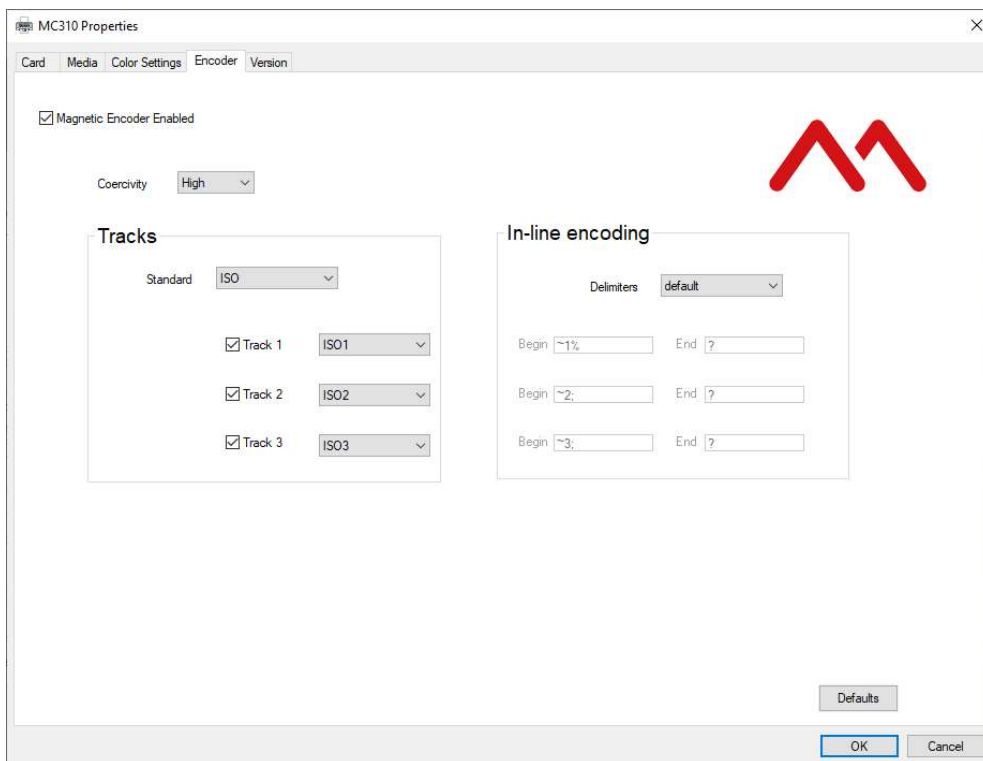 MC310 Properties
Card Media Color Settings Encoder Version
Magnetic Encoder Enabled
Coercivity High
Tracks
Standard ISO
Track 1 ISO1
Track 2 ISO2
Track 3 ISO3
In-line encoding
Delimiters default
Begin ~1% End ?
Begin ~2; End ?
Begin ~3; End ?
Defaults
OK Cancel